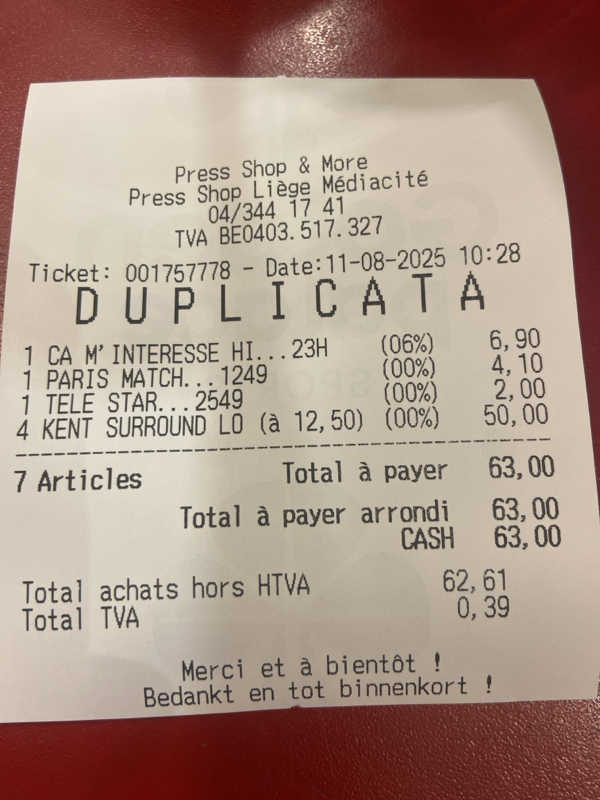 Press Shop & More
Press Shop Liège Médiacité
04/344 17 41
TVA BE0403.517.327
Ticket: 001757778 - Date:11-08-2025 10:28
DUPLICATA
1 CA M'INTERESSE HI...23H (06%) 6,90
1 PARIS MATCH...1249 (00%) 4,10
1 TELE STAR...2549 (00%) 2,00
4 KENT SURROUND LO (à 12,50) (00%) 50,00
7 Articles Total à payer 63,00
Total à payer arrondi 63,00
CASH 63,00
Total achats hors HTVA 62,61
Total TVA 0,39
Merci et à bientôt !
Bedankt en tot binnenkort !